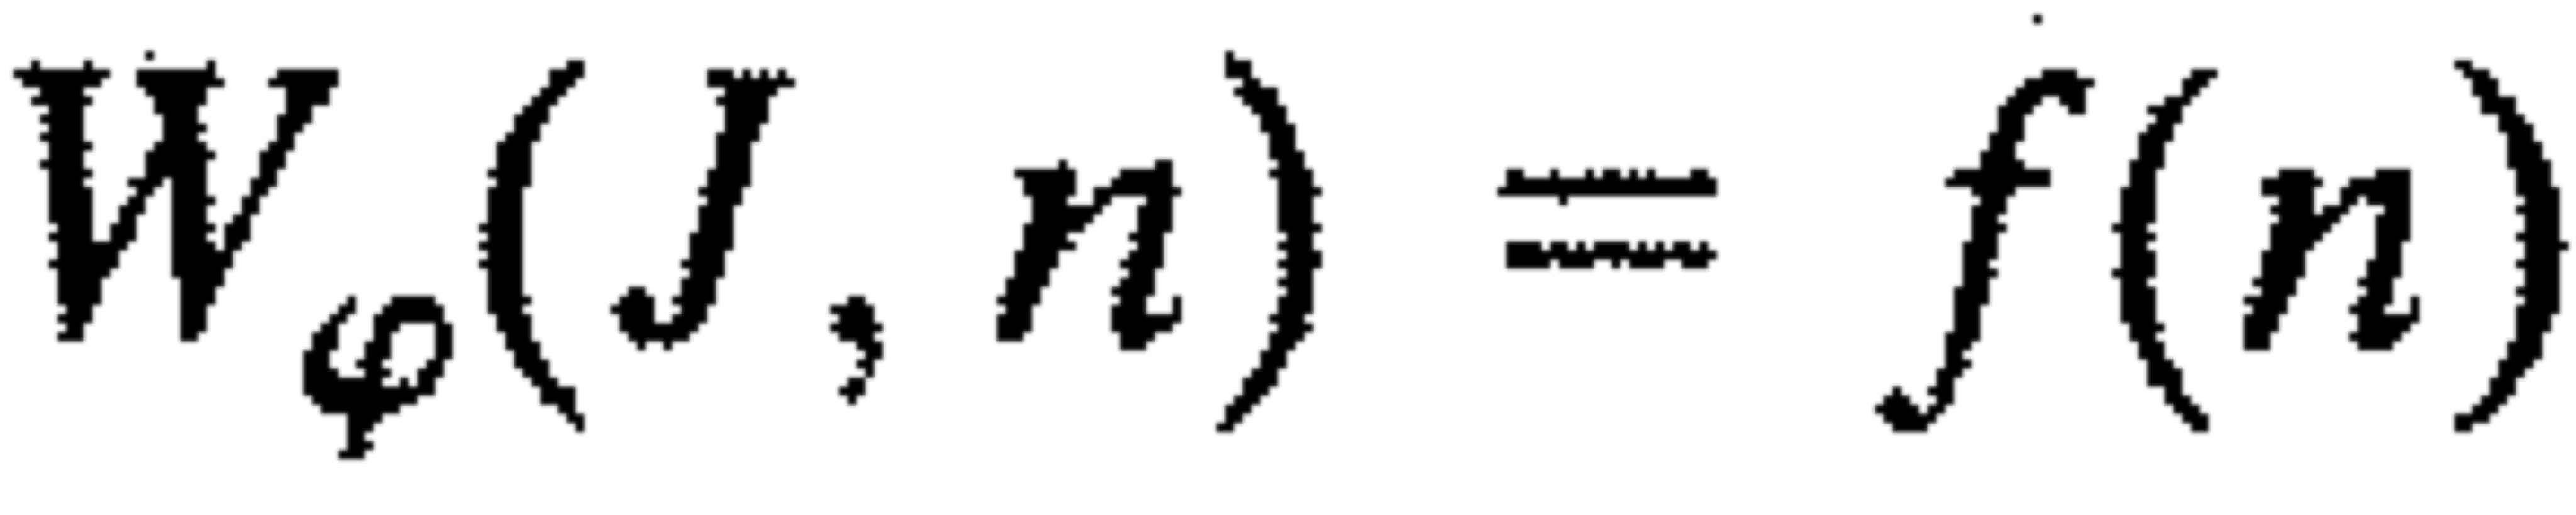 W_φ(J, n) = f(n)